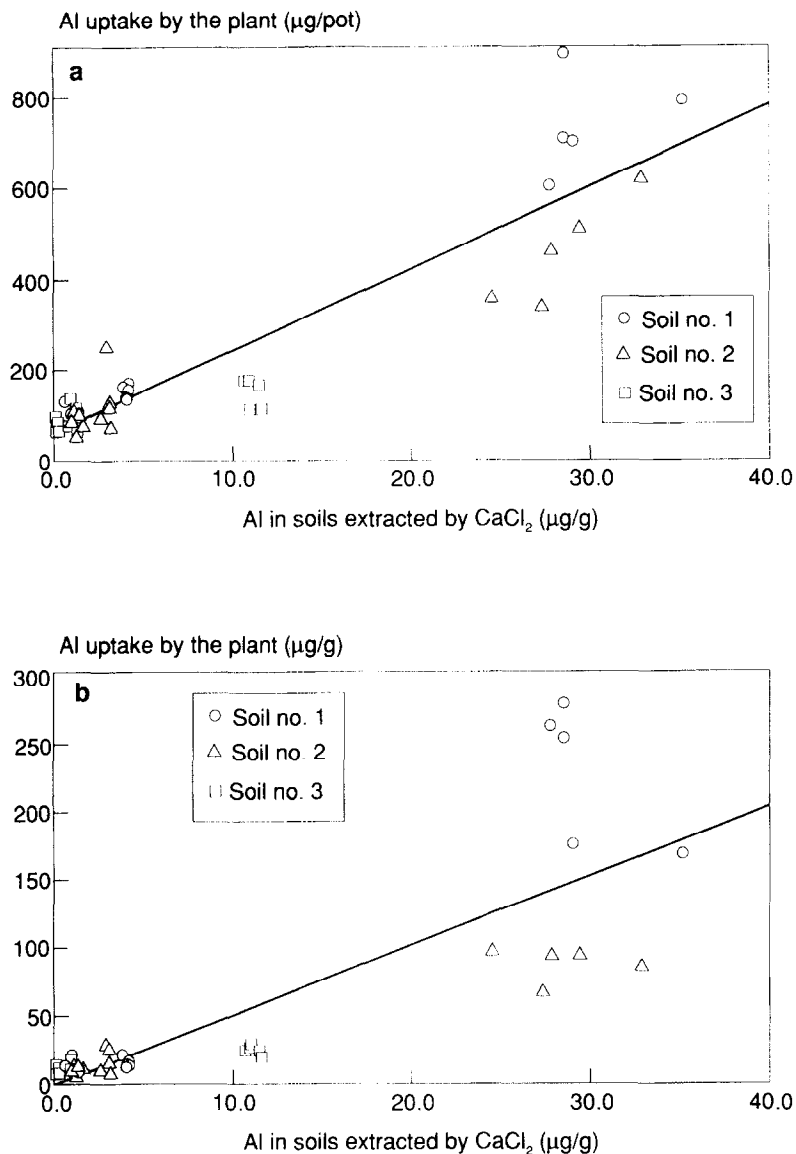 Al uptake by the plant (µg/pot)
a
800
600
400
200
0
0.0 10.0 20.0 30.0 40.0
Soil no. 1
Soil no. 2
Soil no. 3
Al in soils extracted by CaCl₂ (µg/g)
Al uptake by the plant (µg/g)
b
300
250
200
150
100
50
0
0.0 10.0 20.0 30.0 40.0
Soil no. 1
Soil no. 2
Soil no. 3
Al in soils extracted by CaCl₂ (µg/g)